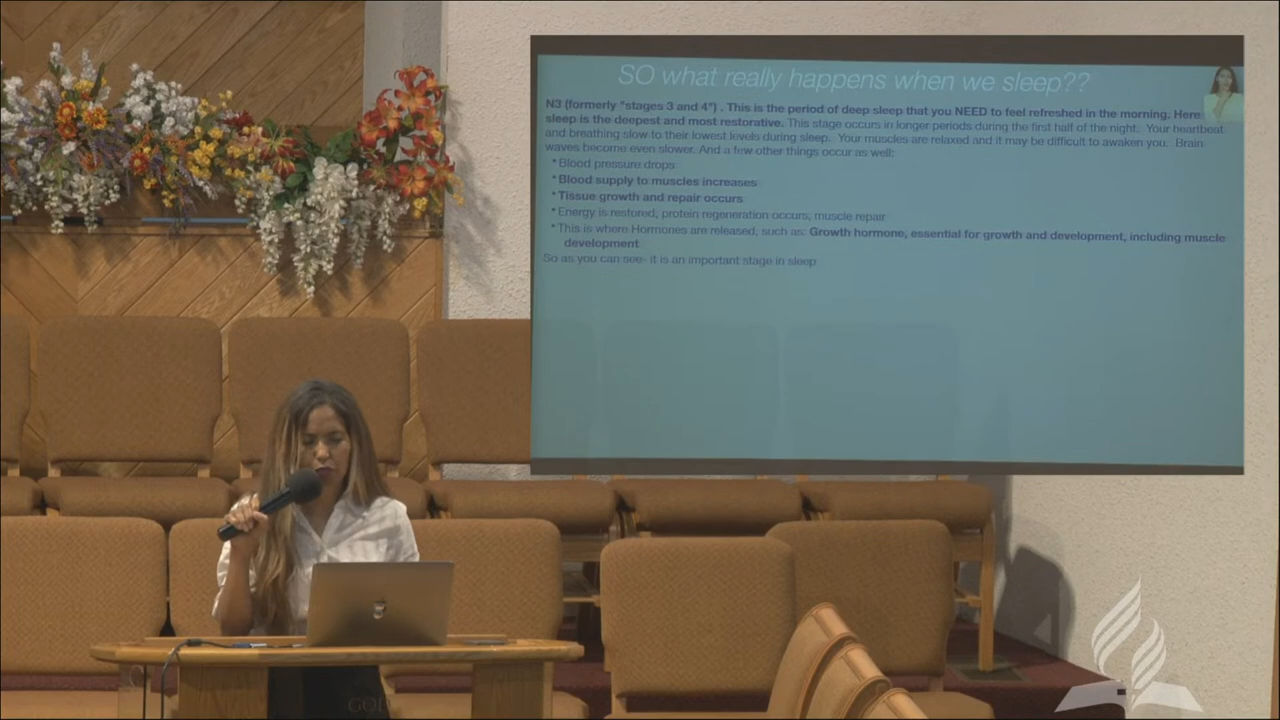 SO what really happens when we sleep??
N3 (formerly "stages 3 and 4") . This is the period of deep sleep that you NEED to feel refreshed in the morning. Here
sleep is the deepest and most restorative. This stage occurs in longer periods during the first half of the night. Your heartbeat
and breathing slow to their lowest levels during sleep. Your muscles are relaxed and it may be difficult to awaken you. Brain
waves become even slower. And a few other things occur as well:
• Blood pressure drops
• Blood supply to muscles increases
• Tissue growth and repair occurs
• Energy is restored, protein regeneration occurs, muscle repair
• This is where Hormones are released, such as: Growth hormone, essential for growth and development, including muscle
development
So as you can see- it is an important stage in sleep
GOD